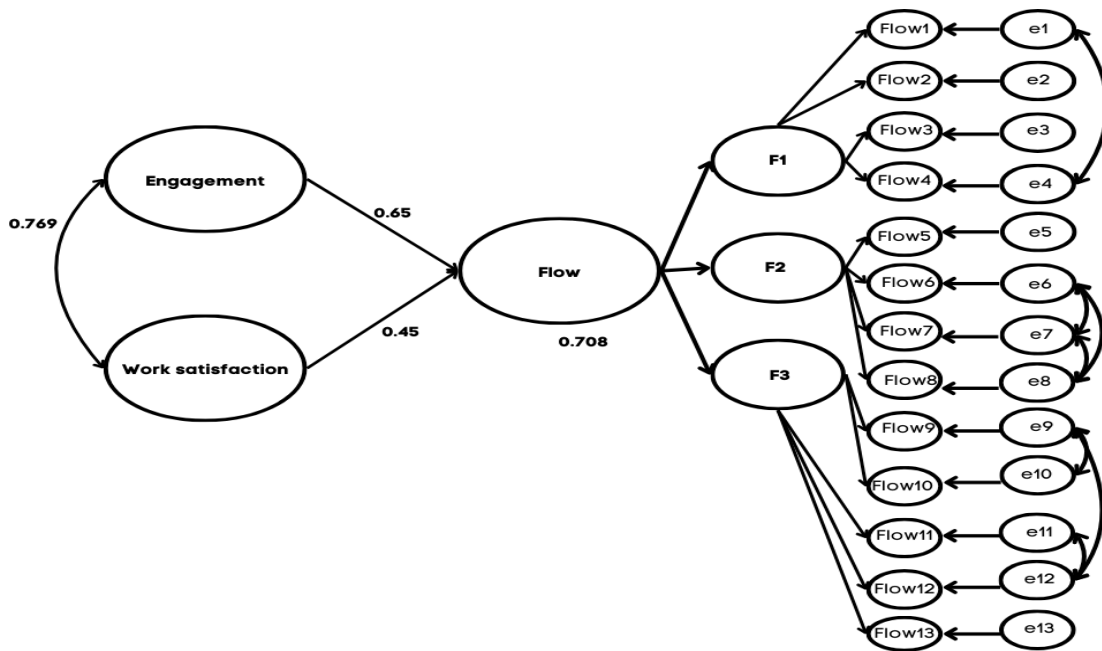 Flow1
e1
Flow2
e2
Flow3
e3
F1
Engagement
Flow4
e4
0.65
0.769
Flow5
e5
F2
Flow
Flow6
e6
Flow7
e7
0.45
0.708
Work satisfaction
F3
Flow8
e8
Flow9
e9
Flow10
e10
Flow11
e11
Flow12
e12
Flow13
e13